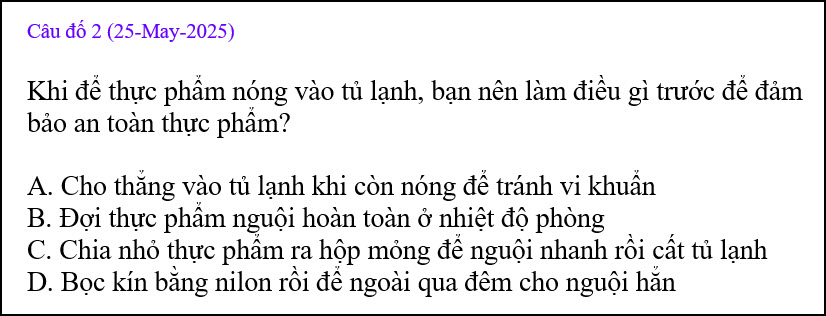 Câu đố 2 (25-May-2025)
Khi để thực phẩm nóng vào tủ lạnh, bạn nên làm điều gì trước để đảm
bảo an toàn thực phẩm?
A. Cho thẳng vào tủ lạnh khi còn nóng để tránh vi khuẩn
B. Đợi thực phẩm nguội hoàn toàn ở nhiệt độ phòng
C. Chia nhỏ thực phẩm ra hộp mỏng để nguội nhanh rồi cất tủ lạnh
D. Bọc kín bằng nilon rồi để ngoài qua đêm cho nguội hẳn